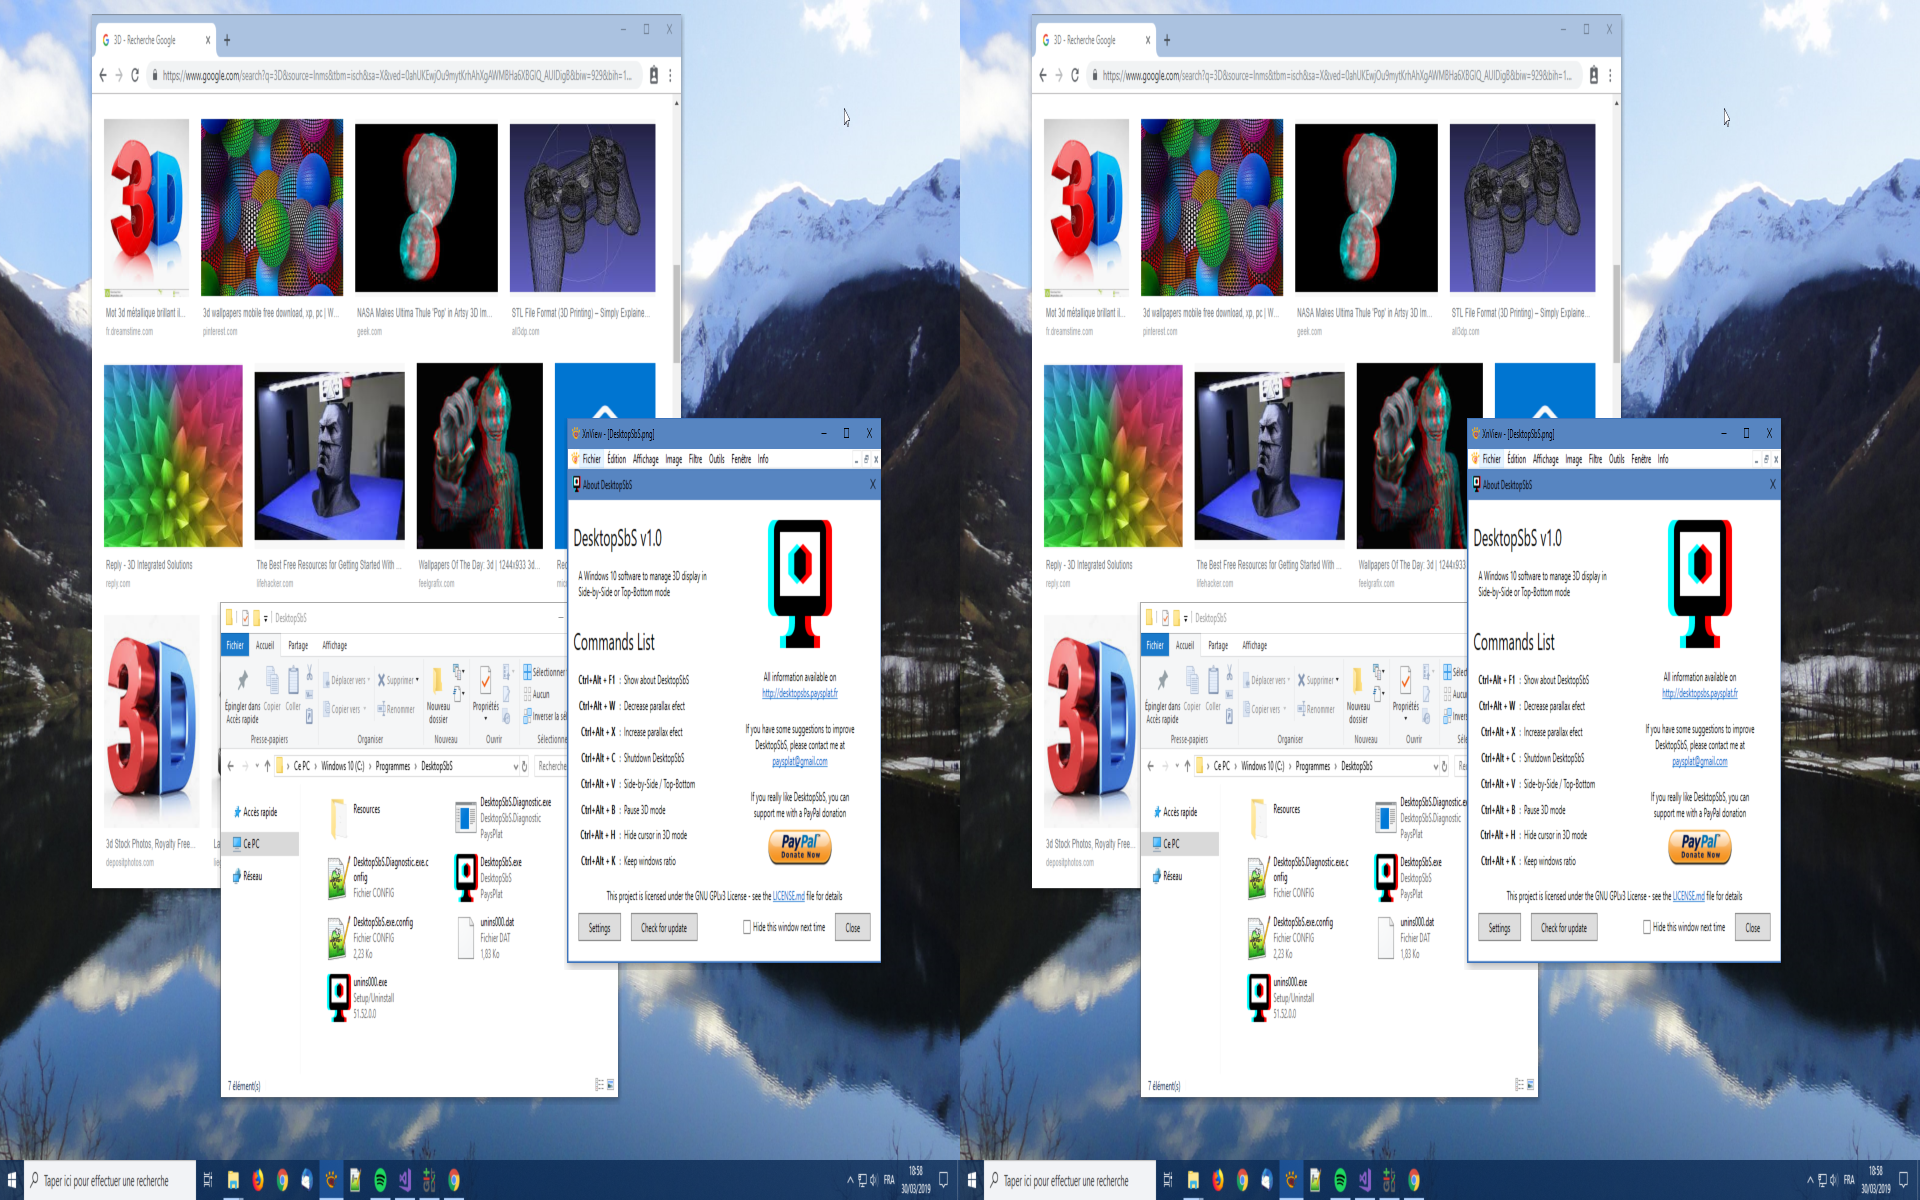 3D - Recherche Google
https://www.google.com/search?q=3D&source=lnms&tbm=isch&sa=X&ved=0ahUKEwjOu9mytKrhAhXgAWMBHa6XBGIQ_AUIDigB&biw=929&bih=1...
Mot 3d métallique brillant il...
fr.dreamstime.com
3d wallpapers mobile free download, xp, pc | W...
pinterest.com
NASA Makes Ultima Thule 'Pop' in Artsy 3D Im...
geek.com
STL File Format (3D Printing) – Simply Explaine...
all3dp.com
Reply - 3D Integrated Solutions
reply.com
The Best Free Resources for Getting Started With ...
lifehacker.com
Wallpapers Of The Day: 3d | 1244x933 3d...
feelgrafix.com
3d Stock Photos, Royalty Free...
depositphotos.com
DesktopSbS
Fichier Accueil Partage Affichage
Épingler dans Accès rapide
Copier
Coller
Déplacer vers
Copier vers
Supprimer
Renommer
Nouveau dossier
Propriétés
Sélectionner
Aucun
Inverser la sél
Presse-papiers Organiser Nouveau Ouvrir Sélectionne
Ce PC > Windows 10 (C:) > Programmes > DesktopSbS
Recherche
Accès rapide
Ce PC
Réseau
Resources
DesktopSbS.Diagnostic.exe
DesktopSbS.Diagnostic
PaysPlat
DesktopSbS.Diagnostic.exe.c
onfig
Fichier CONFIG
DesktopSbS.exe
DesktopSbS
PaysPlat
DesktopSbS.exe.config
Fichier CONFIG
2,23 Ko
unins000.dat
Fichier DAT
1,83 Ko
unins000.exe
Setup/Uninstall
51.52.0.0
7 élément(s)
XnView - [DesktopSbS.png]
Fichier Édition Affichage Image Filtre Outils Fenêtre Info
About DesktopSbS
DesktopSbS v1.0
A Windows 10 software to manage 3D display in
Side-by-Side or Top-Bottom mode
Commands List
Ctrl+Alt + F1 : Show about DesktopSbS
Ctrl+Alt + W : Decrease parallax efect
Ctrl+Alt + X : Increase parallax efect
Ctrl+Alt + C : Shutdown DesktopSbS
Ctrl+Alt + V : Side-by-Side / Top-Bottom
Ctrl+Alt + B : Pause 3D mode
Ctrl+Alt + H : Hide cursor in 3D mode
Ctrl+Alt + K : Keep windows ratio
All information available on
http://desktopsbs.paysplat.fr
If you have some suggestions to improve
DesktopSbS, please contact me at
paysplat@gmail.com
If you really like DesktopSbS, you can
support me with a PayPal donation
PayPal
Donate Now
This project is licensed under the GNU GPLv3 License - see the LICENSE.md file for details
Settings
Check for update
Hide this window next time
Close
Taper ici pour effectuer une recherche
FRA
18:58
30/03/2019
3D - Recherche Google
https://www.google.com/search?q=3D&source=lnms&tbm=isch&sa=X&ved=0ahUKEwjOu9mytKrhAhXgAWMBHa6XBGIQ_AUIDigB&biw=929&bih=1...
Mot 3d métallique brillant il...
fr.dreamstime.com
3d wallpapers mobile free download, xp, pc | W...
pinterest.com
NASA Makes Ultima Thule 'Pop' in Artsy 3D Im...
geek.com
STL File Format (3D Printing) – Simply Explaine...
all3dp.com
Reply - 3D Integrated Solutions
reply.com
The Best Free Resources for Getting Started With ...
lifehacker.com
Wallpapers Of The Day: 3d | 1244x933
feelgrafix.com
3d Stock Photos, Royalty Free...
depositphotos.com
DesktopSbS
Fichier Accueil Partage Affichage
Épingler dans Accès rapide
Copier
Coller
Déplacer vers
Copier vers
Supprimer
Renommer
Nouveau dossier
Propriétés
Sélect
Aucun
Invers
Presse-papiers Organiser Nouveau Ouvrir Séle
Ce PC > Windows 10 (C:) > Programmes > DesktopSbS
Re
Accès rapide
Ce PC
Réseau
Resources
DesktopSbS.Diagnostic.ex
DesktopSbS.Diagnostic
PaysPlat
DesktopSbS.Diagnostic.exe.c
onfig
Fichier CONFIG
DesktopSbS.exe
DesktopSbS
PaysPlat
DesktopSbS.exe.config
Fichier CONFIG
2,23 Ko
unins000.dat
Fichier DAT
1,83 Ko
unins000.exe
Setup/Uninstall
51.52.0.0
7 élément(s)
XnView - [DesktopSbS.png]
Fichier Édition Affichage Image Filtre Outils Fenêtre Info
About DesktopSbS
DesktopSbS v1.0
A Windows 10 software to manage 3D display in
Side-by-Side or Top-Bottom mode
Commands List
Ctrl+Alt + F1 : Show about DesktopSbS
Ctrl+Alt + W : Decrease parallax efect
Ctrl+Alt + X : Increase parallax efect
Ctrl+Alt + C : Shutdown DesktopSbS
Ctrl+Alt + V : Side-by-Side / Top-Bottom
Ctrl+Alt + B : Pause 3D mode
Ctrl+Alt + H : Hide cursor in 3D mode
Ctrl+Alt + K : Keep windows ratio
All information available on
http://desktopsbs.paysplat.fr
If you have some suggestions to improve
DesktopSbS, please contact me at
paysplat@gmail.com
If you really like DesktopSbS, you can
support me with a PayPal donation
PayPal
Donate Now
This project is licensed under the GNU GPLv3 License - see the LICENSE.md file for details
Settings
Check for update
Hide this window next time
Close
Taper ici pour effectuer une recherche
FRA
18:58
30/03/2019